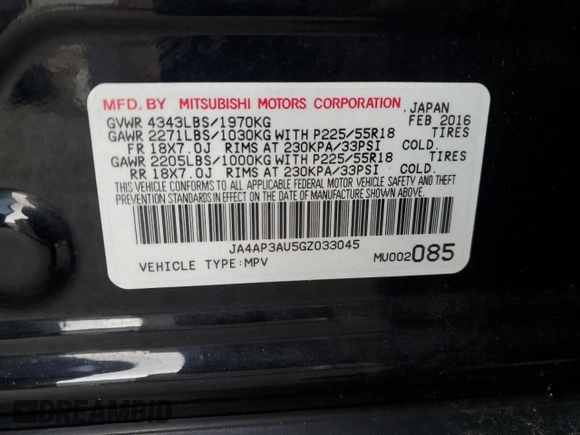 MFD. BY MITSUBISHI MOTORS CORPORATION, JAPAN
GVWR 4343LBS/1970KG FEB 2016
GAWR 2271LBS/1030KG WITH P225/55R18 TIRES
FR 18X7.0J RIMS AT 230KPA/33PSI COLD.
GAWR 2205LBS/1000KG WITH P225/55R18 TIRES
RR 18X7.0J RIMS AT 230KPA/33PSI COLD.
THIS VEHICLE CONFORMS TO ALL APPLICABLE FEDERAL MOTOR VEHICLE SAFETY AND THEFT
PREVENTION STANDARDS IN EFFECT ON THE DATE OF MANUFACTURE SHOWN ABOVE.
JA4AP3AU5GZ033045
VEHICLE TYPE:MPV MU002085
DREAMBID